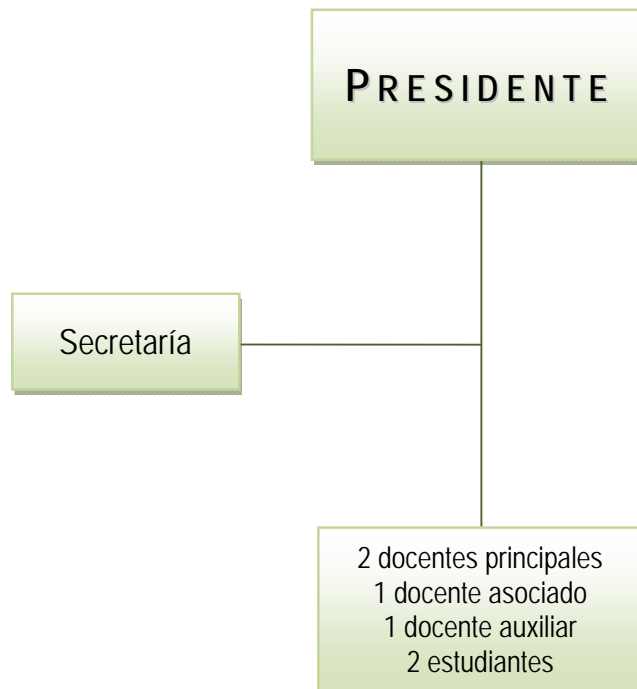 PRESIDENTE
Secretaría
2 docentes principales
1 docente asociado
1 docente auxiliar
2 estudiantes